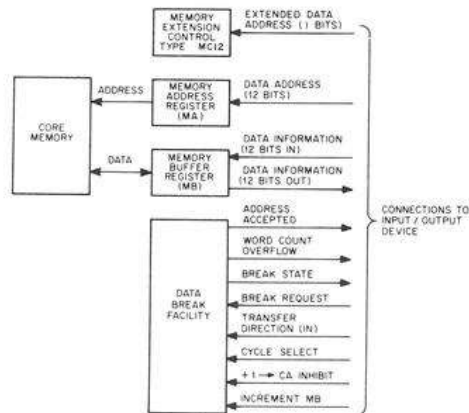 MEMORY
EXTENSION
CONTROL
TYPE MC12
EXTENDED DATA
ADDRESS (1 BITS)
MEMORY
ADDRESS
REGISTER
(MA)
ADDRESS
DATA ADDRESS
(12 BITS)
CORE
MEMORY
DATA
MEMORY
BUFFER
REGISTER
(MB)
DATA INFORMATION
(12 BITS IN)
DATA INFORMATION
(12 BITS OUT)
CONNECTIONS TO
INPUT / OUTPUT
DEVICE
DATA
BREAK
FACILITY
ADDRESS
ACCEPTED
WORD COUNT
OVERFLOW
BREAK STATE
BREAK REQUEST
TRANSFER
DIRECTION (IN)
CYCLE SELECT
+1 → CA INHIBIT
INCREMENT MB